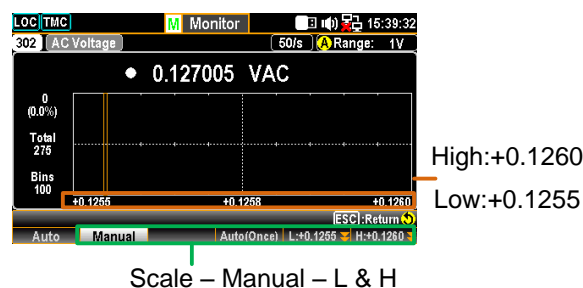 LOC TMC M Monitor 15:39:32
302 AC Voltage 50/s A Range: 1V
0.127005 VAC
0
(0.0%)
Total
275
Bins
100
+0.1255 +0.1258 +0.1260
[ESC]:Return
Auto Manual Auto(Once) L:+0.1255 H:+0.1260
High:+0.1260
Low:+0.1255
Scale – Manual – L & H